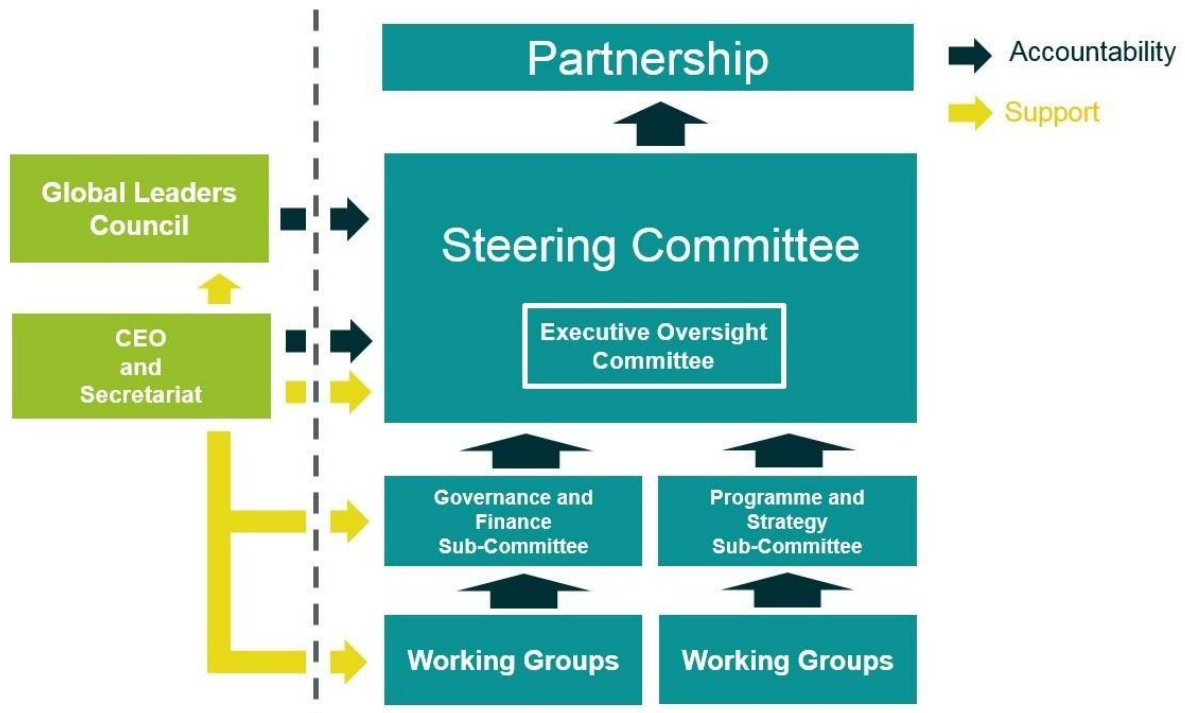 Partnership
Accountability
Support
Global Leaders
Council
Steering Committee
CEO
and
Secretariat
Executive Oversight
Committee
Governance and
Finance
Sub-Committee
Programme and
Strategy
Sub-Committee
Working Groups
Working Groups